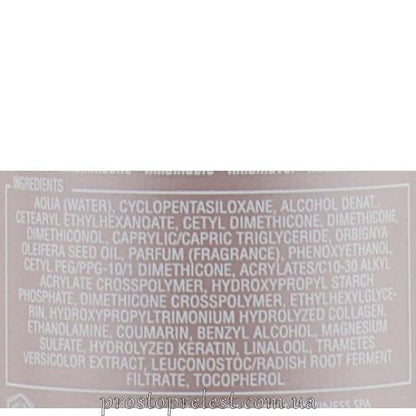 INGREDIENTS
AQUA (WATER), CYCLOPENTASILOXANE, ALCOHOL DENAT.,
CETEARYL ETHYLHEXANOATE, CETYL DIMETHICONE, DIMETHICONE,
DIMETHICONOL, CAPRYLIC/CAPRIC TRIGLYCERIDE, ORBIGNYA
OLEIFERA SEED OIL, PARFUM (FRAGRANCE), PHENOXYETHANOL,
CETYL PEG/PPG-10/1 DIMETHICONE, ACRYLATES/C10-30 ALKYL
ACRYLATE CROSSPOLYMER, HYDROXYPROPYL STARCH
PHOSPHATE, DIMETHICONE CROSSPOLYMER, ETHYLHEXYLGLYCE-
RIN, HYDROXYPROPYLTRIMONIUM HYDROLYZED COLLAGEN,
ETHANOLAMINE, COUMARIN, BENZYL ALCOHOL, MAGNESIUM
SULFATE, HYDROLYZED KERATIN, LINALOOL, TRAMETES
VERSICOLOR EXTRACT, LEUCONOSTOC/RADISH ROOT FERMENT
FILTRATE, TOCOPHEROL
prostoprelest.com.ua
SPA